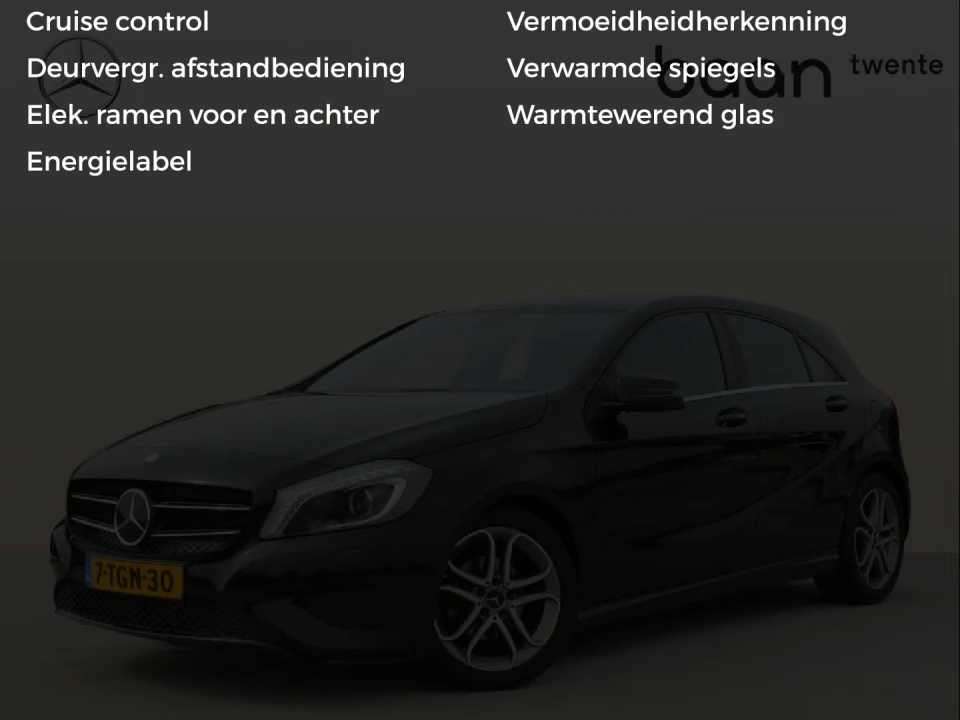 Cruise control
Deurvergr. afstandbediening
Elek. ramen voor en achter
Energielabel
Vermoeidheidherkenning
Verwarmde spiegels
Warmtewerend glas
baan twente
7-TGN-30